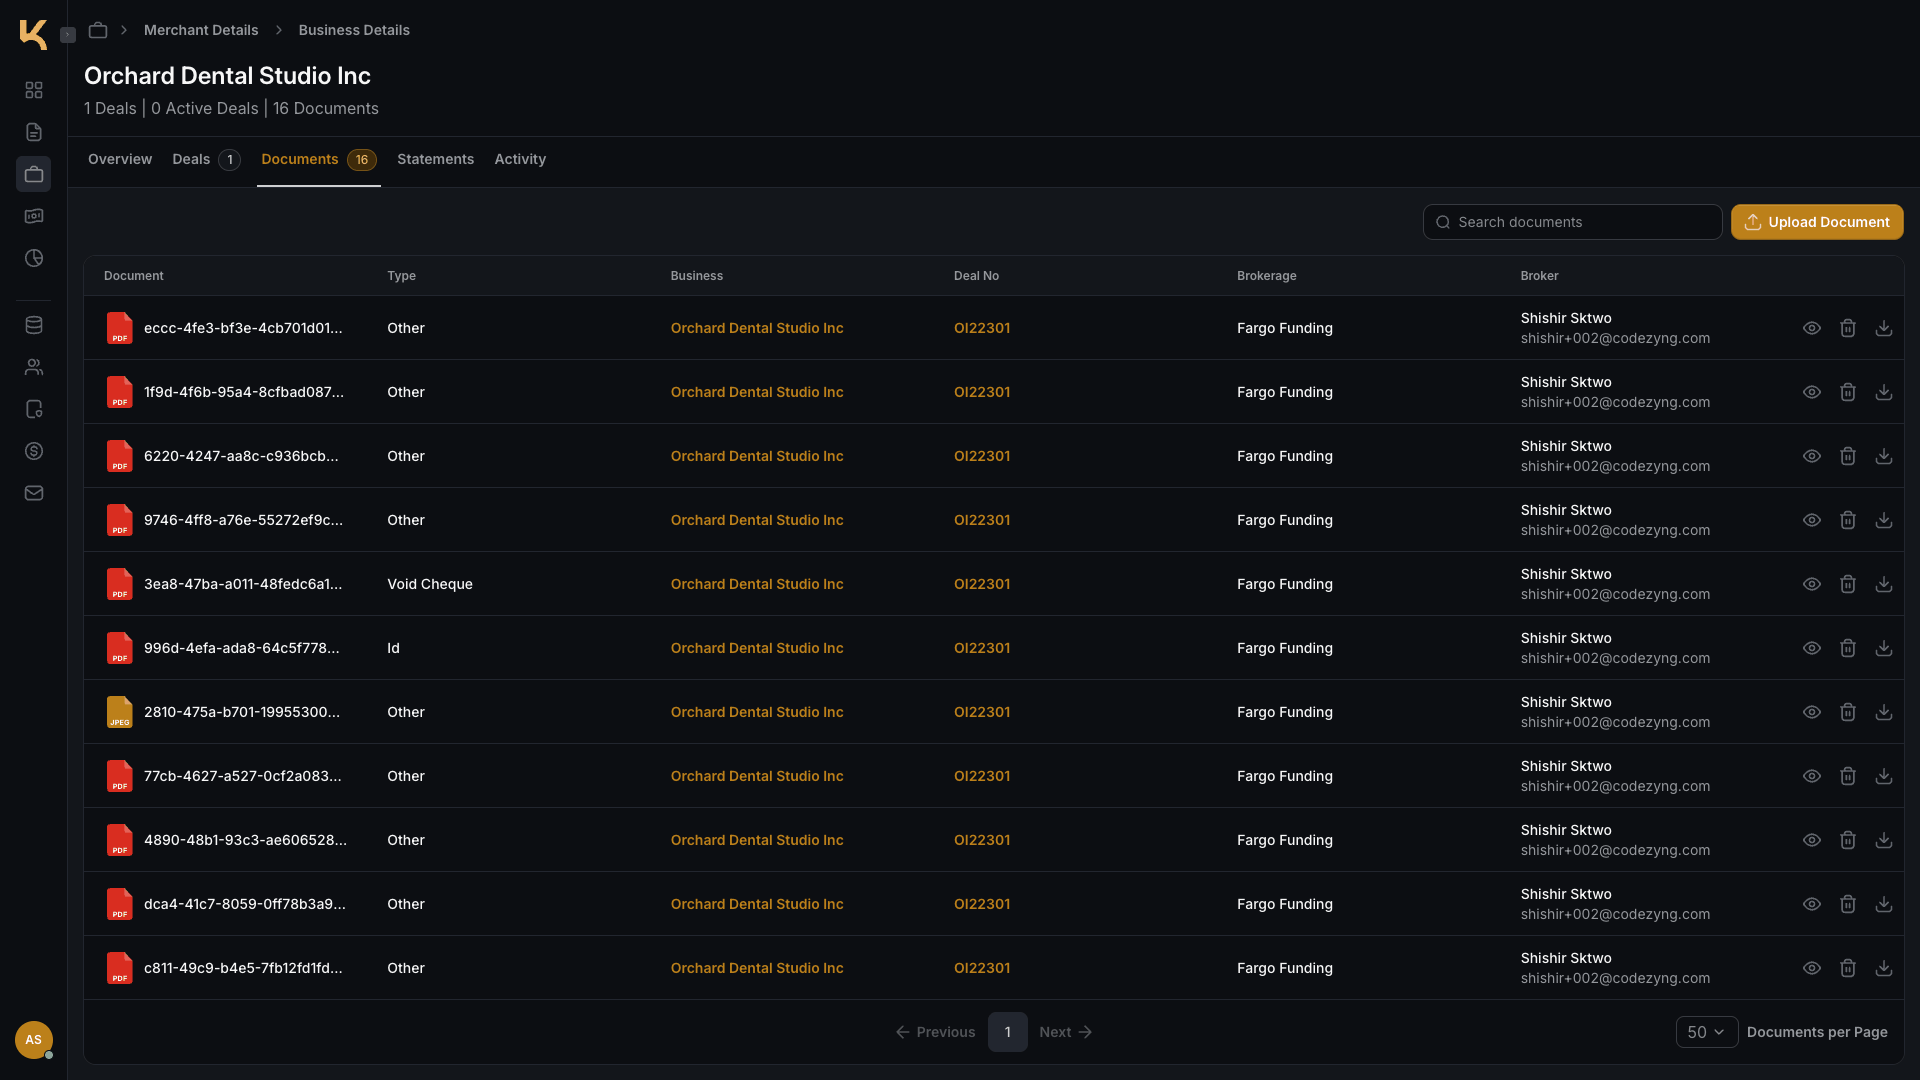 Merchant Details
Business Details
Orchard Dental Studio Inc
1 Deals | 0 Active Deals | 16 Documents
Overview Deals 1 Documents 16 Statements Activity
Search documents Upload Document
Document Type Business Deal No Brokerage Broker
PDF eccc-4fe3-bf3e-4cb701d01... Other Orchard Dental Studio Inc OI22301 Fargo Funding Shishir Sktwo
shishir+002@codezyng.com
PDF 1f9d-4f6b-95a4-8cfbad087... Other Orchard Dental Studio Inc OI22301 Fargo Funding Shishir Sktwo
shishir+002@codezyng.com
PDF 6220-4247-aa8c-c936bcb... Other Orchard Dental Studio Inc OI22301 Fargo Funding Shishir Sktwo
shishir+002@codezyng.com
PDF 9746-4ff8-a76e-55272ef9c... Other Orchard Dental Studio Inc OI22301 Fargo Funding Shishir Sktwo
shishir+002@codezyng.com
PDF 3ea8-47ba-a011-48fedc6a1... Void Cheque Orchard Dental Studio Inc OI22301 Fargo Funding Shishir Sktwo
shishir+002@codezyng.com
PDF 996d-4efa-ada8-64c5f778... Id Orchard Dental Studio Inc OI22301 Fargo Funding Shishir Sktwo
shishir+002@codezyng.com
JPEG 2810-475a-b701-19955300... Other Orchard Dental Studio Inc OI22301 Fargo Funding Shishir Sktwo
shishir+002@codezyng.com
PDF 77cb-4627-a527-0cf2a083... Other Orchard Dental Studio Inc OI22301 Fargo Funding Shishir Sktwo
shishir+002@codezyng.com
PDF 4890-48b1-93c3-ae606528... Other Orchard Dental Studio Inc OI22301 Fargo Funding Shishir Sktwo
shishir+002@codezyng.com
PDF dca4-41c7-8059-0ff78b3a9... Other Orchard Dental Studio Inc OI22301 Fargo Funding Shishir Sktwo
shishir+002@codezyng.com
PDF c811-49c9-b4e5-7fb12fd1fd... Other Orchard Dental Studio Inc OI22301 Fargo Funding Shishir Sktwo
shishir+002@codezyng.com
Previous 1 Next 50 Documents per Page
AS